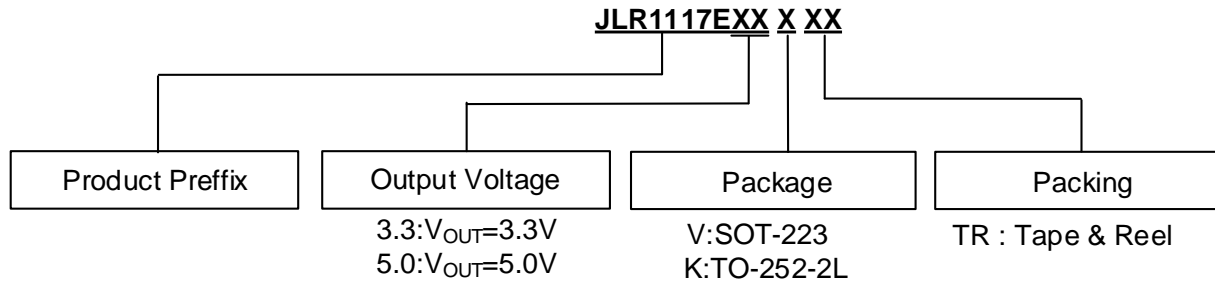 JLR1117EXX X XX
Product Preffix
Output Voltage
Package
Packing
3.3:VOUT=3.3V
5.0:VOUT=5.0V
V:SOT-223
K:TO-252-2L
TR : Tape & Reel